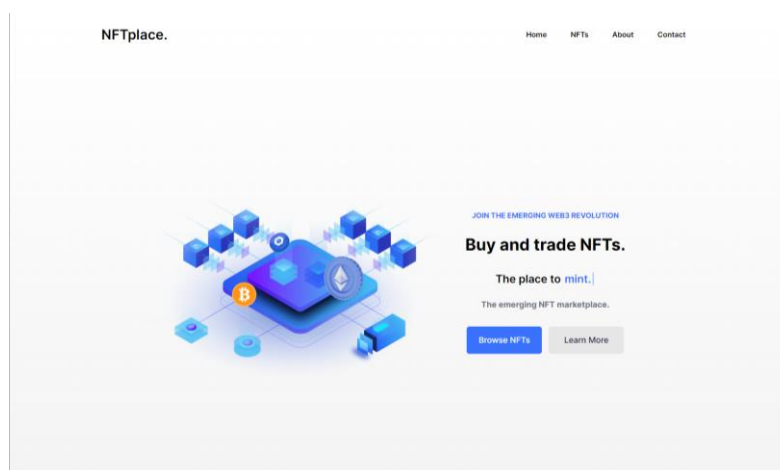 NFTplace.
Home NFTs About Contact
JOIN THE EMERGING WEB3 REVOLUTION
Buy and trade NFTs.
The place to mint.
The emerging NFT marketplace.
Browse NFTs Learn More